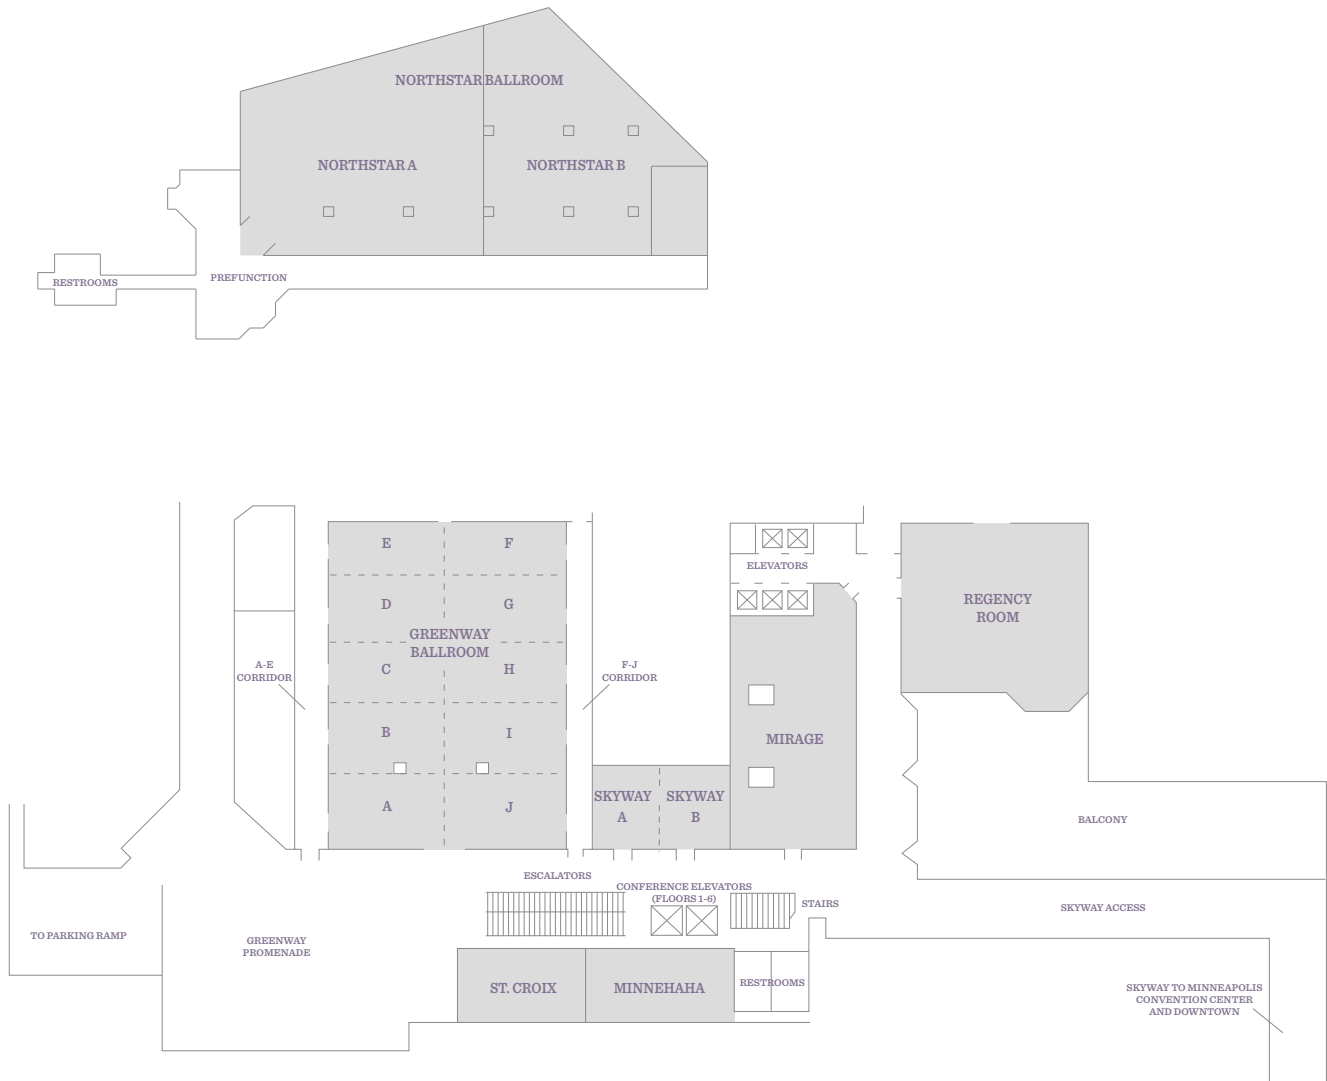 NORTHSTAR BALLROOM
NORTHSTAR A
NORTHSTAR B
PREFUNCTION
RESTROOMS
E
F
ELEVATORS
D
G
REGENCY
ROOM
GREENWAY
BALLROOM
A-E
CORRIDOR
C
H
F-J
CORRIDOR
B
I
MIRAGE
A
J
SKYWAY
A
SKYWAY
B
BALCONY
ESCALATORS
CONFERENCE ELEVATORS
(FLOORS 1-6)
STAIRS
SKYWAY ACCESS
TO PARKING RAMP
GREENWAY
PROMENADE
ST. CROIX
MINNEHAHA
RESTROOMS
SKYWAY TO MINNEAPOLIS
CONVENTION CENTER
AND DOWNTOWN